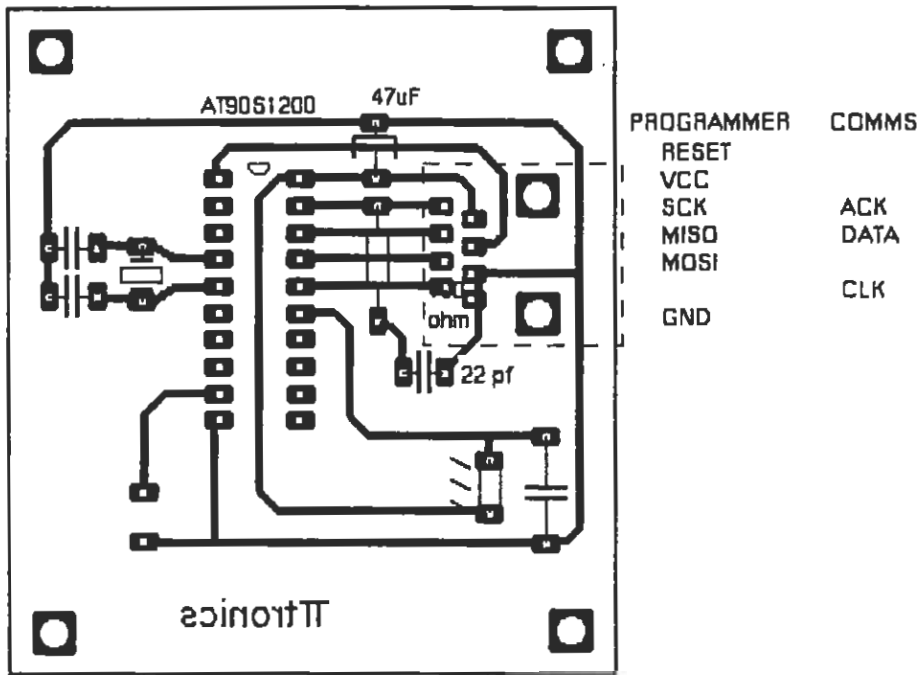 AT90S1200
47uF
PROGRAMMER COMMS
RESET
VCC
SCK ACK
MISO DATA
MOSI
CLK
ohm
GND
22 pf
TTtronics